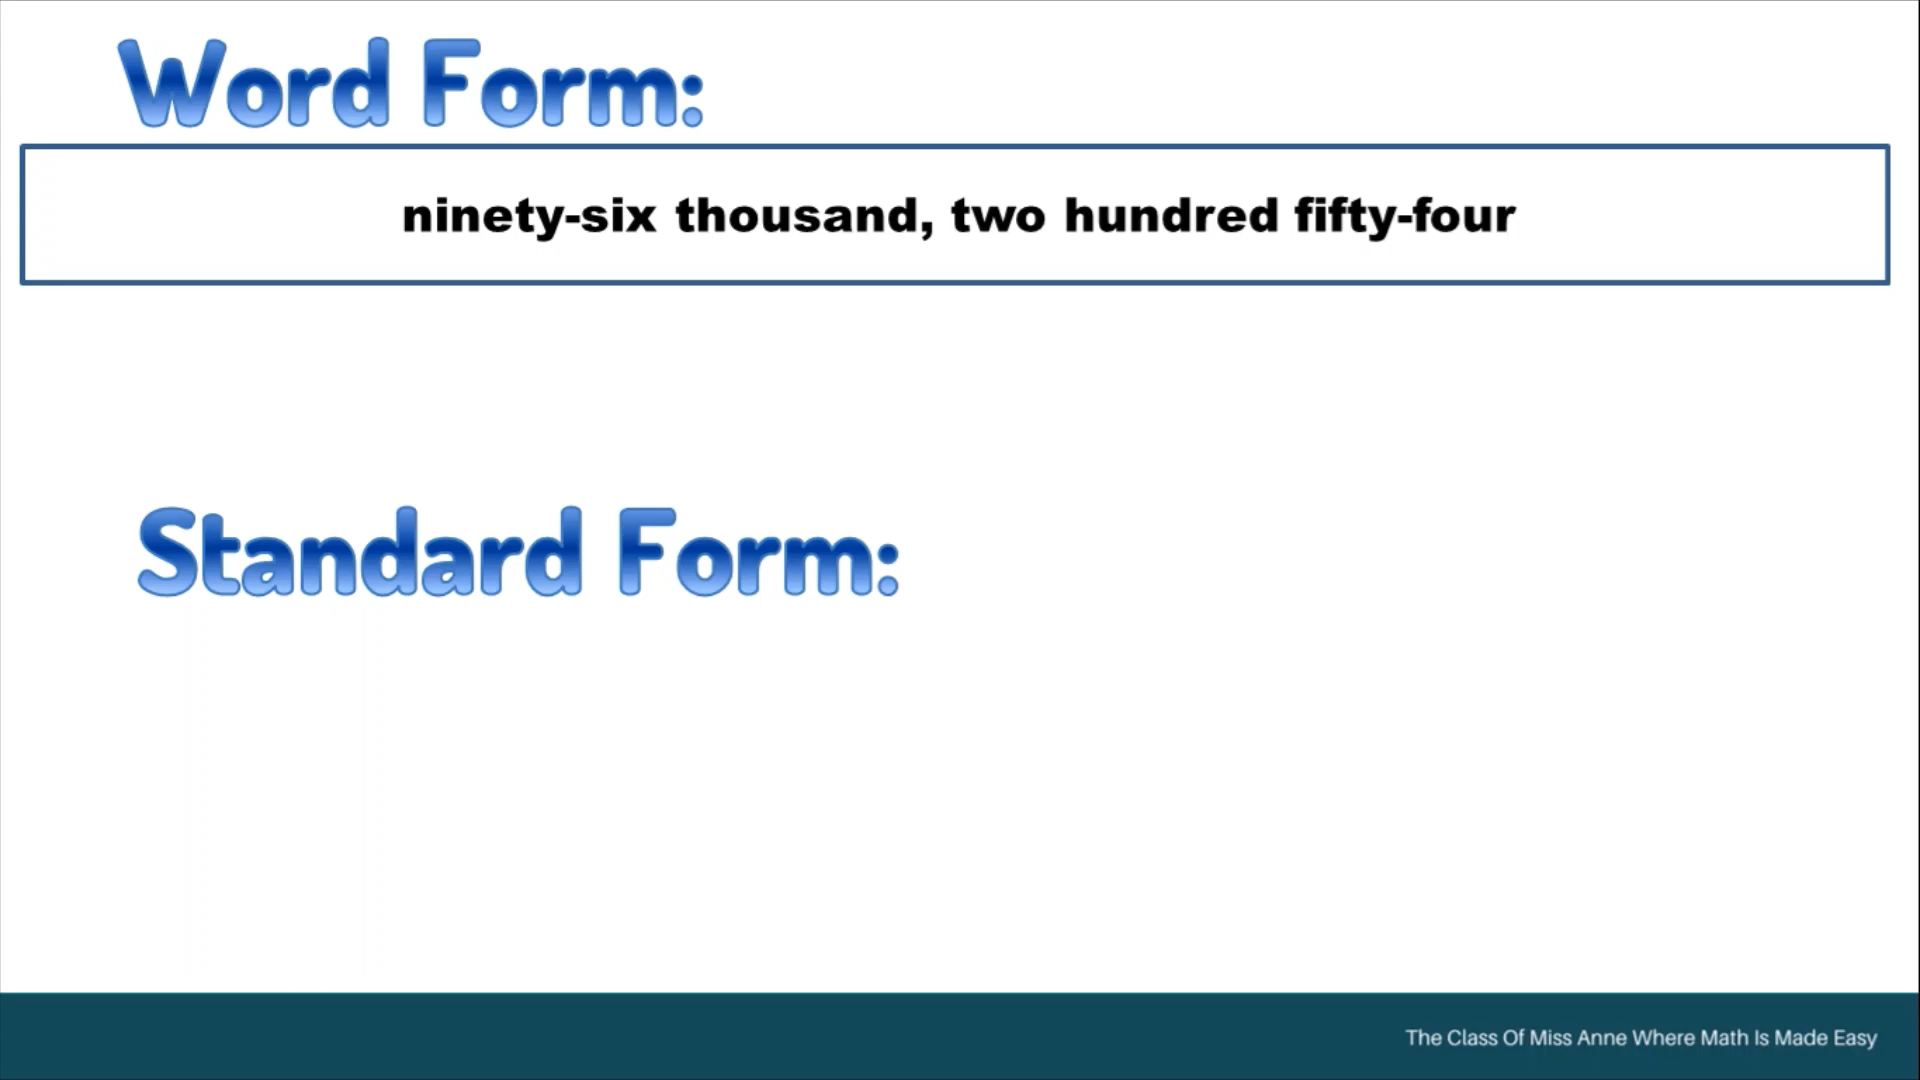 Word Form:
ninety-six thousand, two hundred fifty-four
Standard Form:
The Class Of Miss Anne Where Math Is Made Easy